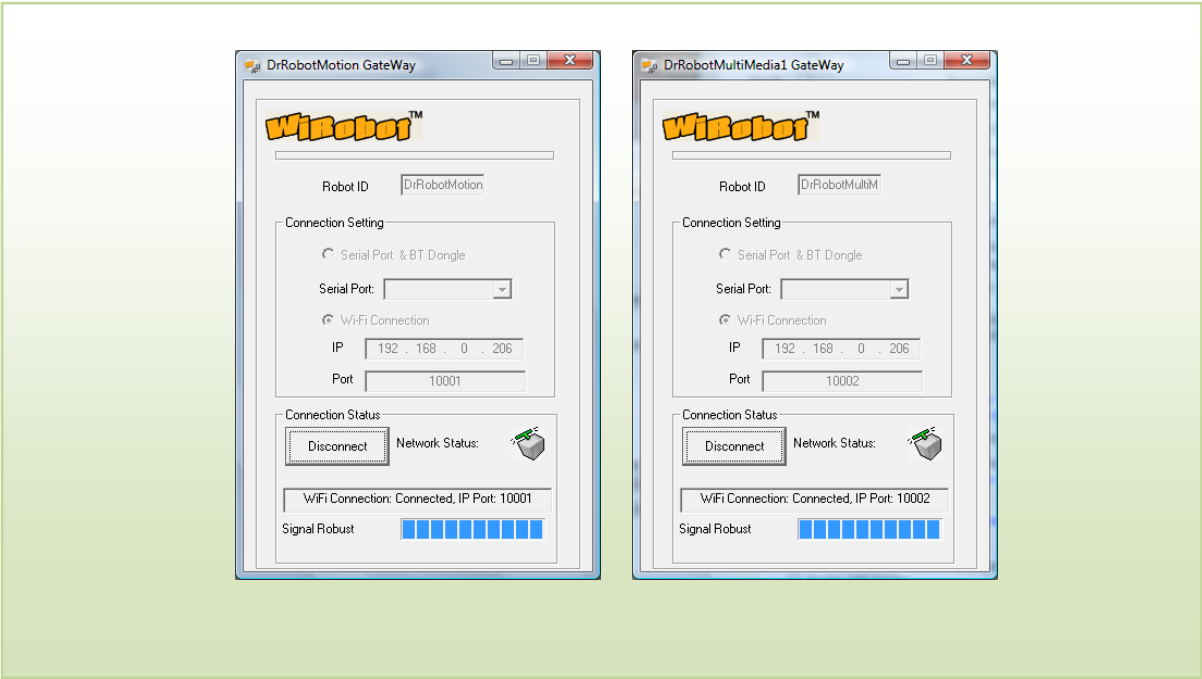 DrRobotMotion GateWay
WiRobot™
Robot ID DrRobotMotion
Connection Setting
Serial Port & BT Dongle
Serial Port:
Wi-Fi Connection
IP 192 . 168 . 0 . 206
Port 10001
Connection Status
Disconnect Network Status:
WiFi Connection: Connected, IP Port: 10001
Signal Robust
DrRobotMultiMedia1 GateWay
WiRobot™
Robot ID DrRobotMultiM
Connection Setting
Serial Port & BT Dongle
Serial Port:
Wi-Fi Connection
IP 192 . 168 . 0 . 206
Port 10002
Connection Status
Disconnect Network Status:
WiFi Connection: Connected, IP Port: 10002
Signal Robust